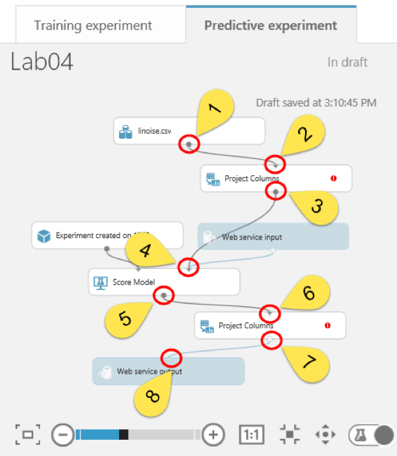 Training experiment
Predictive experiment
Lab04
In draft
Draft saved at 3:10:45 PM
linoise.csv
1
2
Project Columns
3
Experiment created on
Web service input
4
Score Model
5
6
Project Columns
7
Web service output
8
1:1